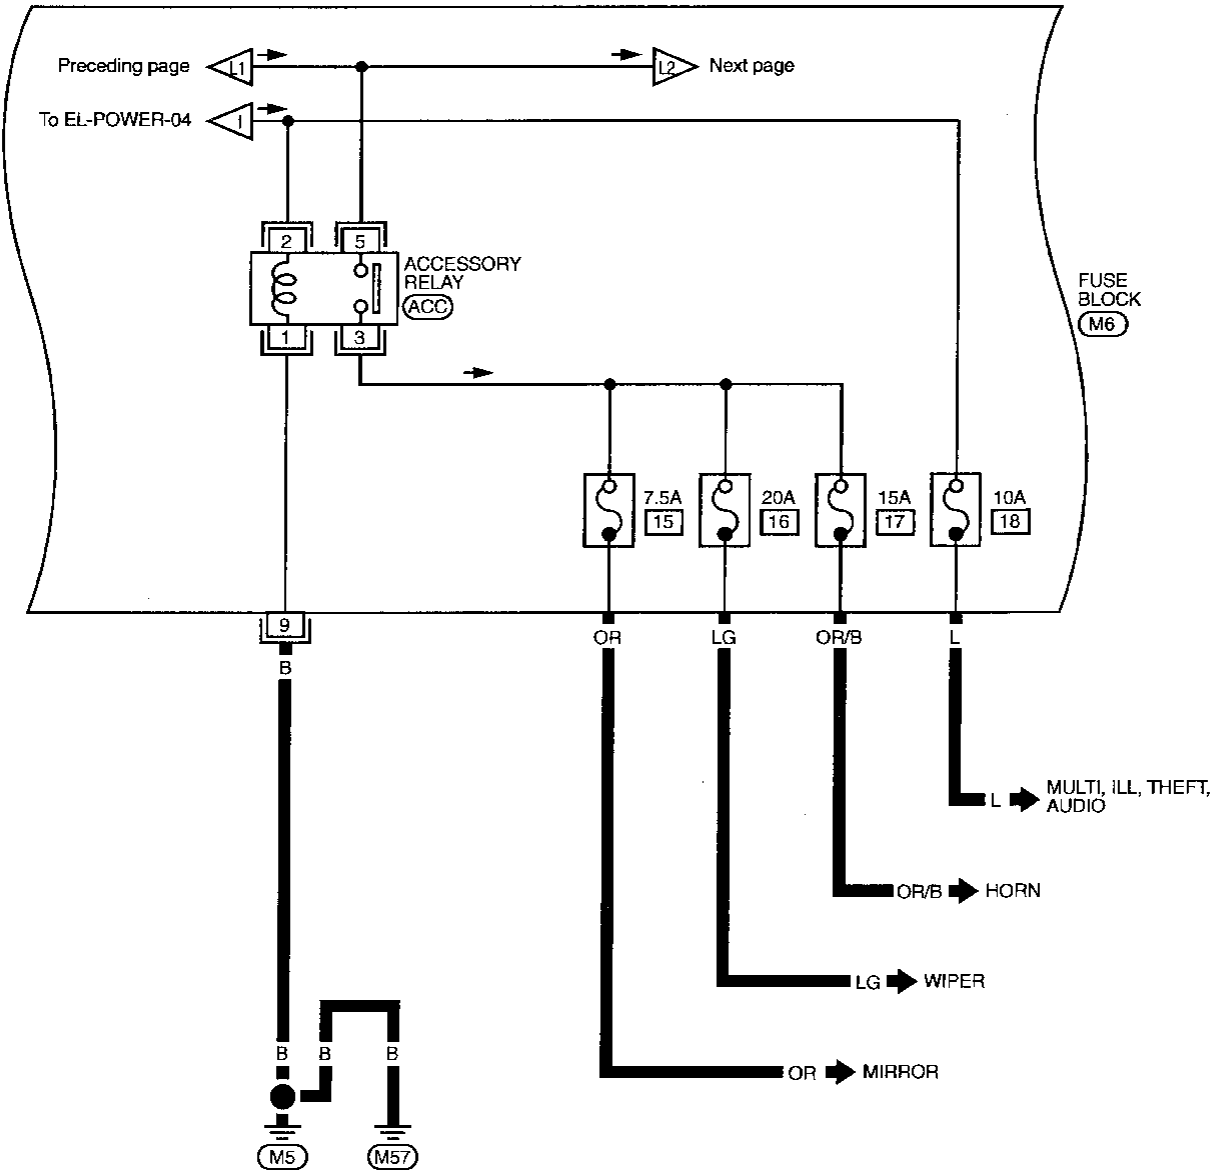 Preceding page L1 L2 Next page
To EL-POWER-04 I
2 5
ACCESSORY
RELAY
ACC
1 3
FUSE
BLOCK
M6
7.5A 20A 15A 10A
15 16 17 18
9
OR LG OR/B L
B
L MULTI, ILL, THEFT,
AUDIO
OR/B HORN
LG WIPER
B B B
OR MIRROR
M5 M57